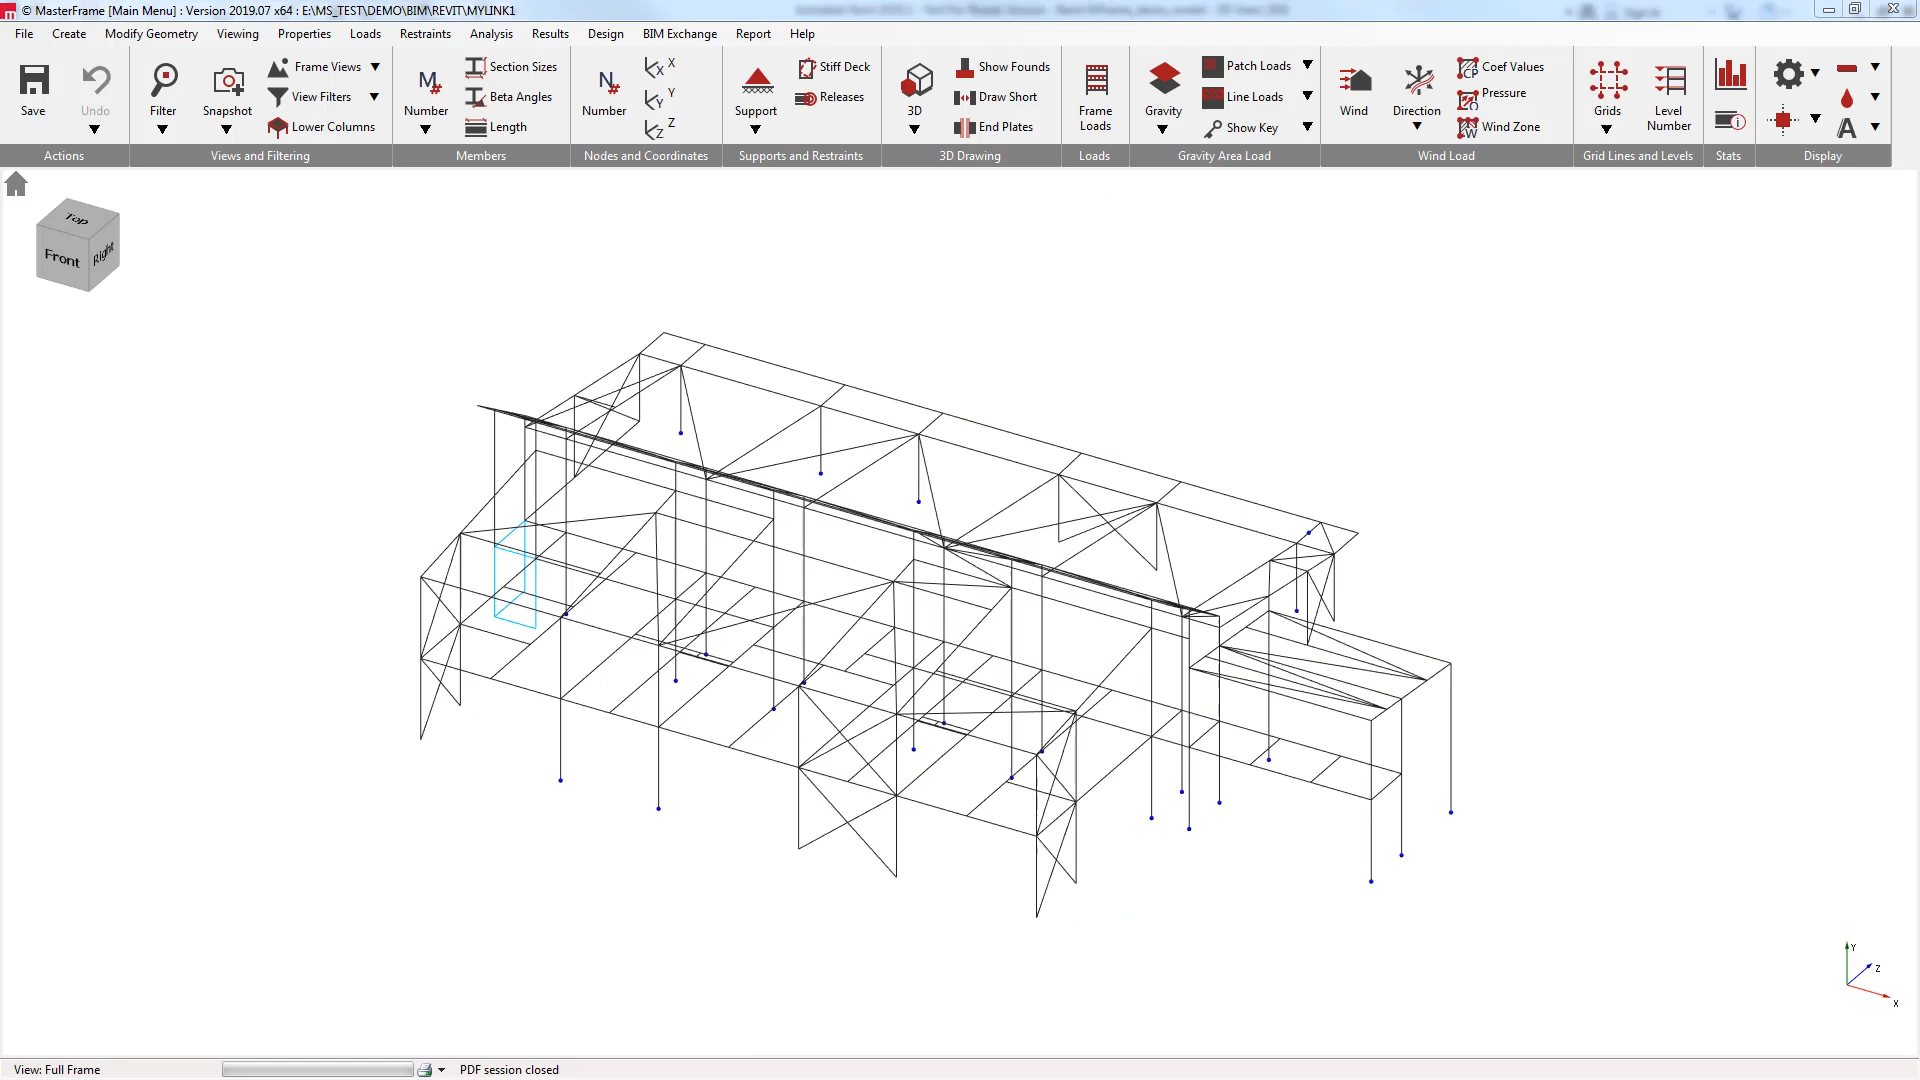 © MasterFrame [Main Menu] : Version 2019.07 x64 : E:\MS_TEST\DEMO\BIM\REVIT\MYLINK1
File Create Modify Geometry Viewing Properties Loads Restraints Analysis Results Design BIM Exchange Report Help
Save
Undo
Filter
Snapshot
Frame Views
View Filters
Lower Columns
M#
Number
Section Sizes
Beta Angles
Length
N#
Number
X X
Y Y
Z Z
Support
Stiff Deck
Releases
3D
Show Founds
Draw Short
End Plates
Frame
Loads
Gravity
Patch Loads
Line Loads
Show Key
Wind
Direction
CP Coef Values
Pressure
W Wind Zone
Grids
Level
Number
A
Actions
Views and Filtering
Members
Nodes and Coordinates
Supports and Restraints
3D Drawing
Loads
Gravity Area Load
Wind Load
Grid Lines and Levels
Stats
Display
Top
Front
Right
Y
Z
X
View: Full Frame
PDF session closed